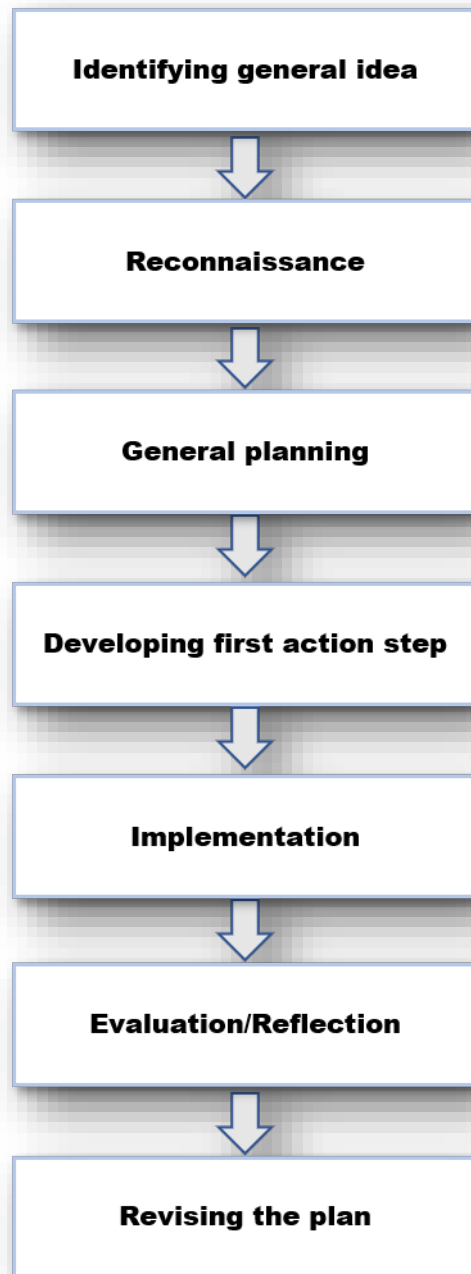 Identifying general idea
Reconnaissance
General planning
Developing first action step
Implementation
Evaluation/Reflection
Revising the plan